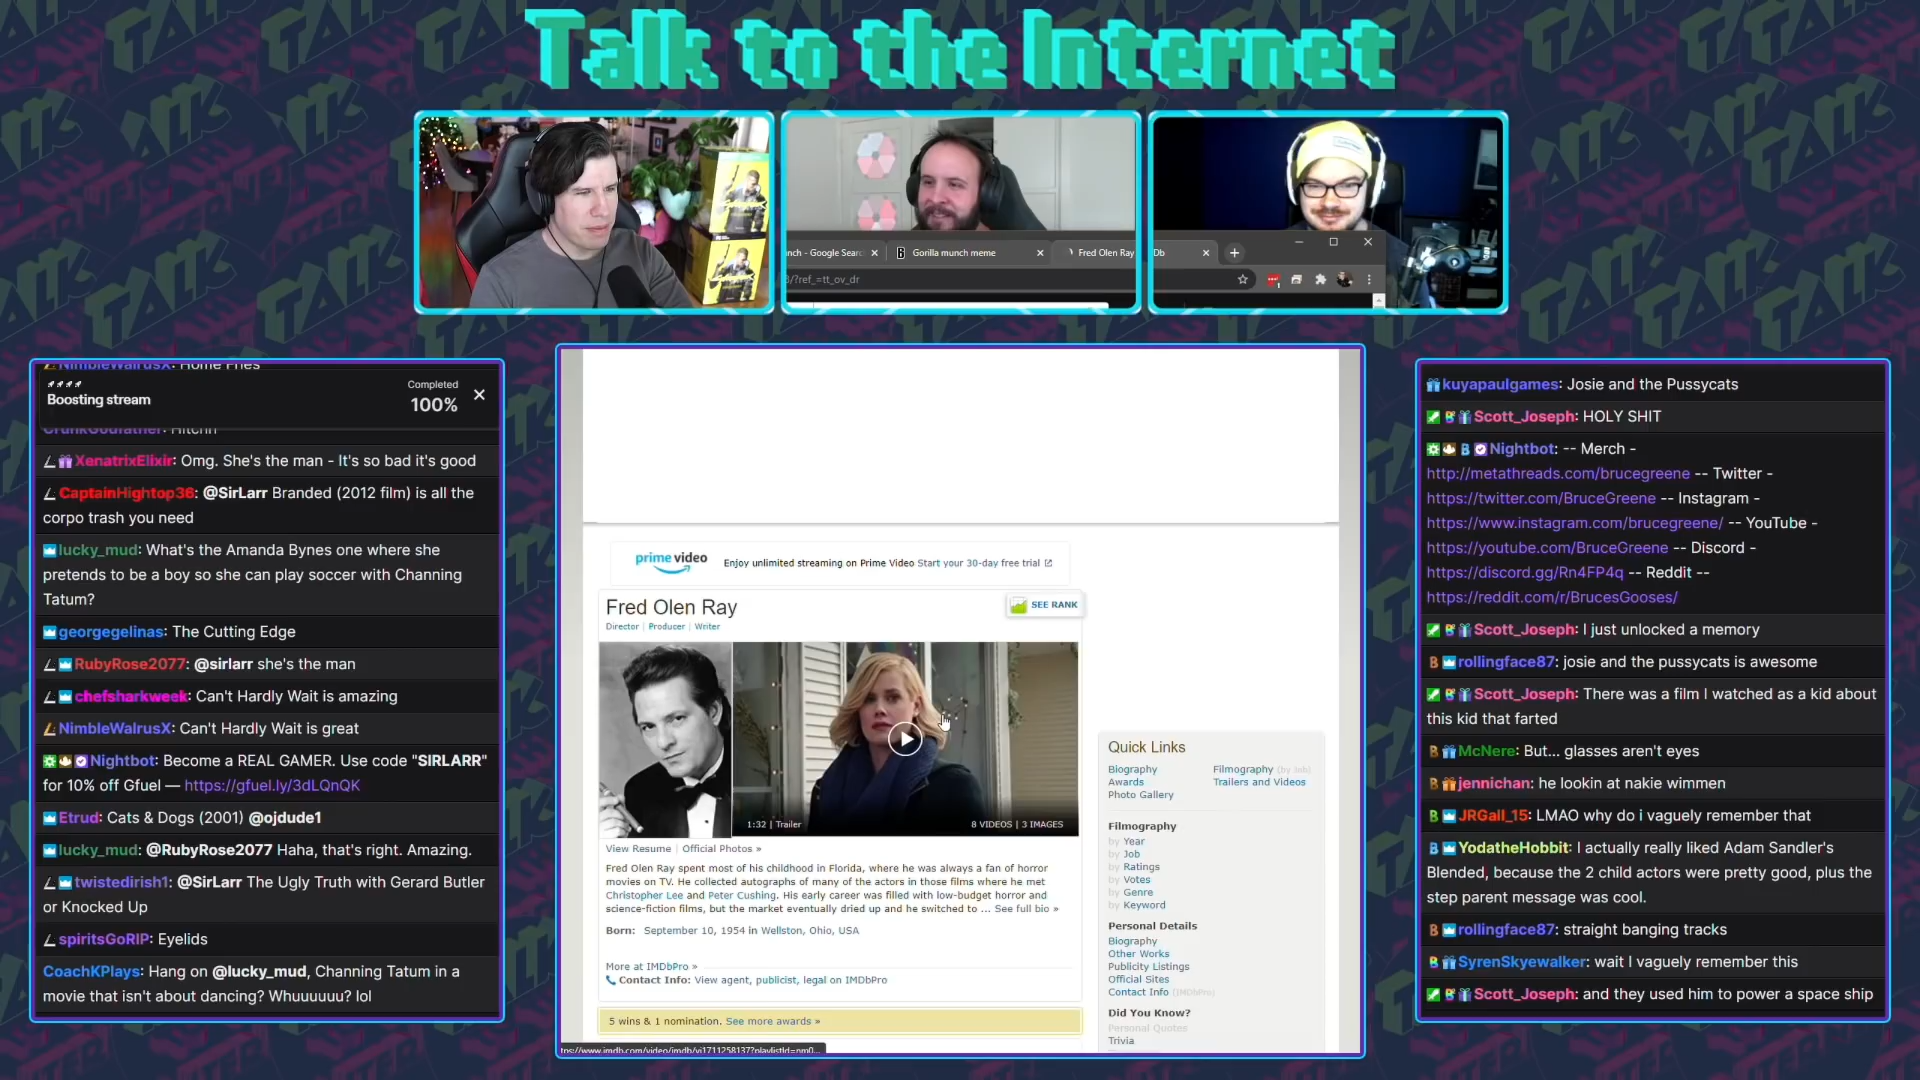 Talk to the Internet
nch - Google Searc
Gorilla munch meme
Fred Olen Ray
Db
3/?ref_=tt_ov_dr
NimbleWalrusX: Home Fries
Boosting stream
Completed
100%
CrunkGodfather: Hitchn
XenatrixElixir: Omg. She's the man - It's so bad it's good
CaptainHightop36: @SirLarr Branded (2012 film) is all the
corpo trash you need
lucky_mud: What's the Amanda Bynes one where she
pretends to be a boy so she can play soccer with Channing
Tatum?
georgegelinas: The Cutting Edge
RubyRose2077: @sirlarr she's the man
chefsharkweek: Can't Hardly Wait is amazing
NimbleWalrusX: Can't Hardly Wait is great
Nightbot: Become a REAL GAMER. Use code "SIRLARR"
for 10% off Gfuel — https://gfuel.ly/3dLQnQK
Etrud: Cats & Dogs (2001) @ojdude1
lucky_mud: @RubyRose2077 Haha, that's right. Amazing.
twistedirish1: @SirLarr The Ugly Truth with Gerard Butler
or Knocked Up
spiritsGoRIP: Eyelids
CoachKPlays: Hang on @lucky_mud, Channing Tatum in a
movie that isn't about dancing? Whuuuuuu? lol
prime video
Enjoy unlimited streaming on Prime Video Start your 30-day free trial
Fred Olen Ray
SEE RANK
Director | Producer | Writer
1:32 | Trailer
8 VIDEOS | 3 IMAGES
View Resume | Official Photos »
Fred Olen Ray spent most of his childhood in Florida, where he was always a fan of horror
movies on TV. He collected autographs of many of the actors in those films where he met
Christopher Lee and Peter Cushing. His early career was filled with low-budget horror and
science-fiction films, but the market eventually dried up and he switched to ... See full bio »
Born: September 10, 1954 in Wellston, Ohio, USA
More at IMDbPro »
Contact Info: View agent, publicist, legal on IMDbPro
5 wins & 1 nomination. See more awards »
Quick Links
Biography
Filmography (by Job)
Awards
Trailers and Videos
Photo Gallery
Filmography
by Year
by Job
by Ratings
by Votes
by Genre
by Keyword
Personal Details
Biography
Other Works
Publicity Listings
Official Sites
Contact Info (IMDbPro)
Did You Know?
Personal Quotes
Trivia
kuyapaulgames: Josie and the Pussycats
Scott_Joseph: HOLY SHIT
Nightbot: -- Merch -
http://metathreads.com/brucegreene -- Twitter -
https://twitter.com/BruceGreene -- Instagram -
https://www.instagram.com/brucegreene/ -- YouTube -
https://youtube.com/BruceGreene -- Discord -
https://discord.gg/Rn4FP4q -- Reddit --
https://reddit.com/r/BrucesGooses/
Scott_Joseph: I just unlocked a memory
rollingface87: josie and the pussycats is awesome
Scott_Joseph: There was a film I watched as a kid about
this kid that farted
McNere: But... glasses aren't eyes
jennichan: he lookin at nakie wimmen
JRGall_15: LMAO why do i vaguely remember that
YodatheHobbit: I actually really liked Adam Sandler's
Blended, because the 2 child actors were pretty good, plus the
step parent message was cool.
rollingface87: straight banging tracks
SyrenSkyewalker: wait I vaguely remember this
Scott_Joseph: and they used him to power a space ship